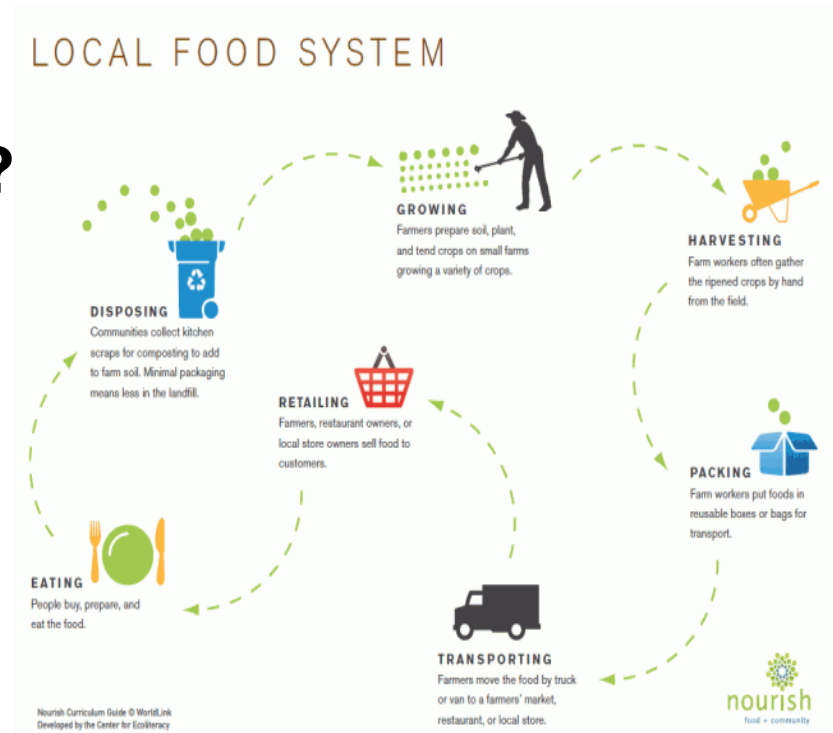 LOCAL FOOD SYSTEM
?
GROWING
Farmers prepare soil, plant,
and tend crops on small farms
growing a variety of crops.
HARVESTING
Farm workers often gather
the ripened crops by hand
from the field.
PACKING
Farm workers put foods in
reusable boxes or bags for
transport.
TRANSPORTING
Farmers move the food by truck
or van to a farmers' market,
restaurant, or local store.
RETAILING
Farmers, restaurant owners, or
local store owners sell food to
customers.
EATING
People buy, prepare, and
eat the food.
DISPOSING
Communities collect kitchen
scraps for composting to add
to farm soil. Minimal packaging
means less in the landfill.
Nourish Curriculum Guide © WorldLink
Developed by the Center for Ecoliteracy
nourish
food + community